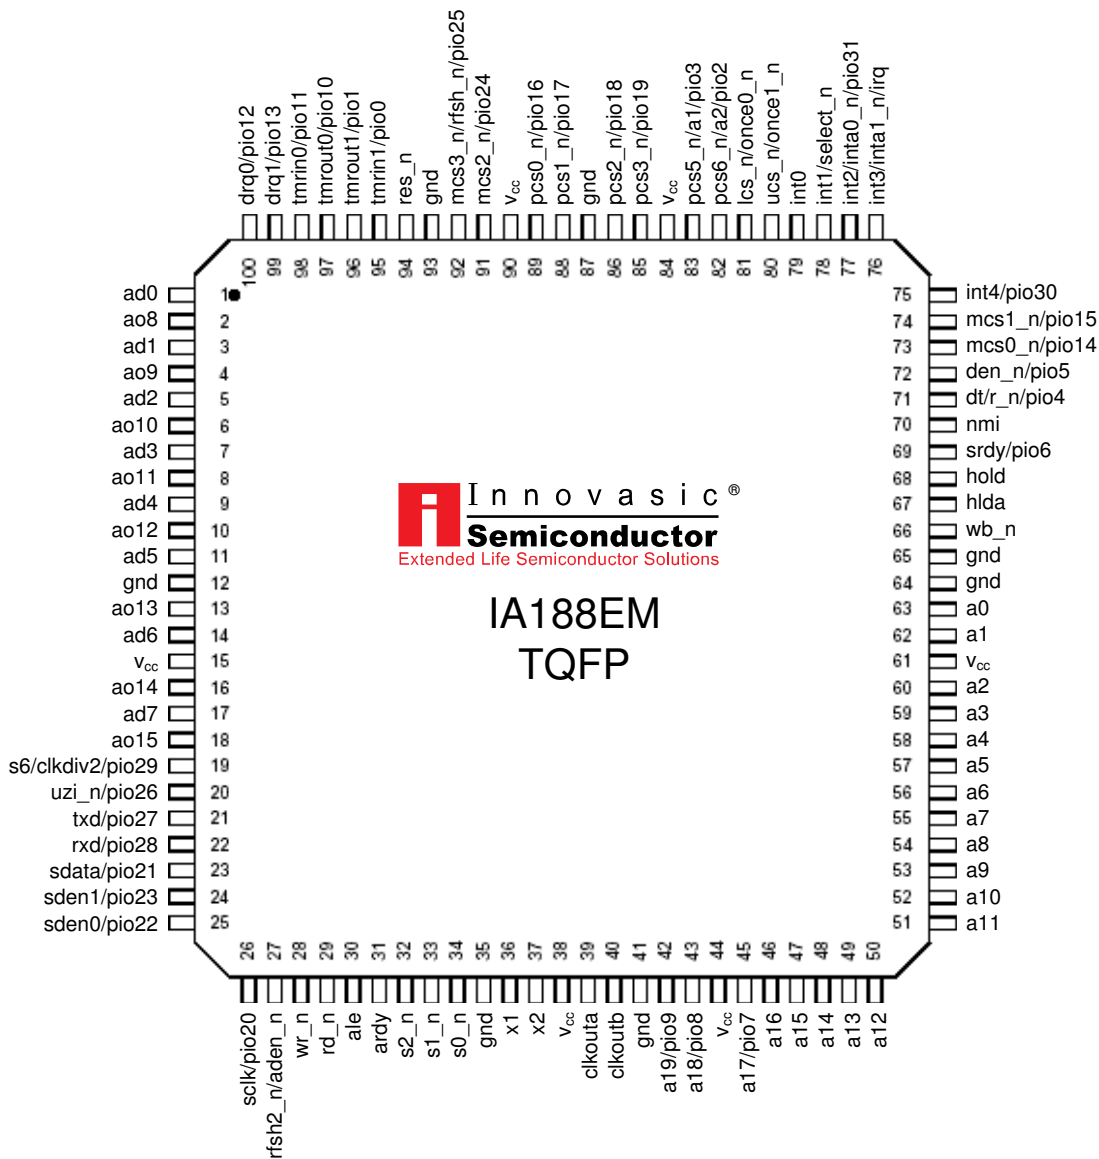 drq0/pio12
drq1/pio13
tmrin0/pio11
tmrout0/pio10
tmrout1/pio1
tmrin1/pio0
res_n
gnd
mcs3_n/rfsh_n/pio25
mcs2_n/pio24
vcc
pcs0_n/pio16
pcs1_n/pio17
gnd
pcs2_n/pio18
pcs3_n/pio19
vcc
pcs5_n/a1/pio3
pcs6_n/a2/pio2
lcs_n/once0_n
ucs_n/once1_n
int0
int1/select_n
int2/inta0_n/pio31
int3/inta1_n/irq
100
99
98
97
96
95
94
93
92
91
90
89
88
87
86
85
84
83
82
81
80
79
78
77
76
ad0 1
ao8 2
ad1 3
ao9 4
ad2 5
ao10 6
ad3 7
ao11 8
ad4 9
ao12 10
ad5 11
gnd 12
ao13 13
ad6 14
vcc 15
ao14 16
ad7 17
ao15 18
s6/clkdiv2/pio29 19
uzi_n/pio26 20
txd/pio27 21
rxd/pio28 22
sdata/pio21 23
sden1/pio23 24
sden0/pio22 25
i Innovasic ®
Semiconductor
Extended Life Semiconductor Solutions
IA188EM
TQFP
75 int4/pio30
74 mcs1_n/pio15
73 mcs0_n/pio14
72 den_n/pio5
71 dt/r_n/pio4
70 nmi
69 srdy/pio6
68 hold
67 hlda
66 wb_n
65 gnd
64 gnd
63 a0
62 a1
61 vcc
60 a2
59 a3
58 a4
57 a5
56 a6
55 a7
54 a8
53 a9
52 a10
51 a11
26
27
28
29
30
31
32
33
34
35
36
37
38
39
40
41
42
43
44
45
46
47
48
49
50
sclk/pio20
rfsh2_n/aden_n
wr_n
rd_n
ale
ardy
s2_n
s1_n
s0_n
gnd
x1
x2
vcc
clkouta
clkoutb
gnd
a19/pio9
a18/pio8
vcc
a17/pio7
a16
a15
a14
a13
a12